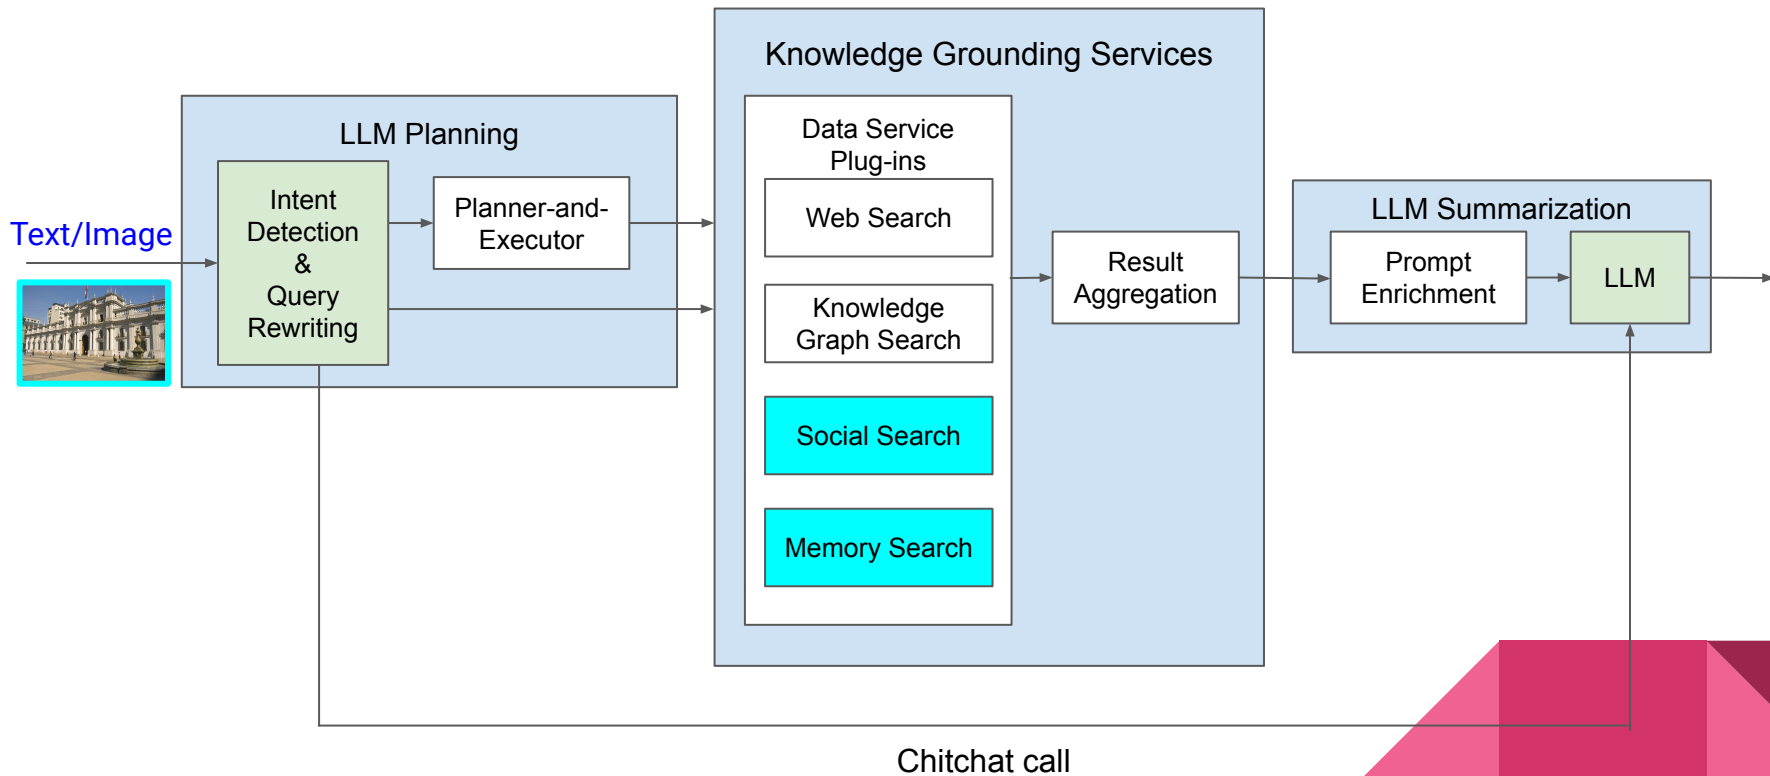 Knowledge Grounding Services
LLM Planning
Data Service
Plug-ins
Intent
Detection
&
Query
Rewriting
Planner-and-
Executor
Text/Image
Web Search
Knowledge
Graph Search
Social Search
Memory Search
Result
Aggregation
LLM Summarization
Prompt
Enrichment
LLM
Chitchat call